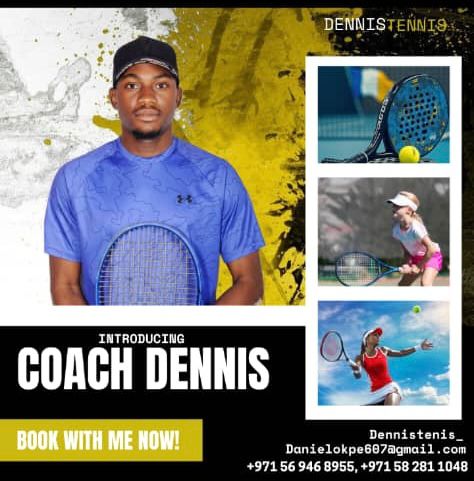 DENNISTENNIS
INTRODUCING
COACH DENNIS
BOOK WITH ME NOW!
Dennistenis_
Danielokpe607@gmail.com
+971 56 946 8955, +971 58 281 1048